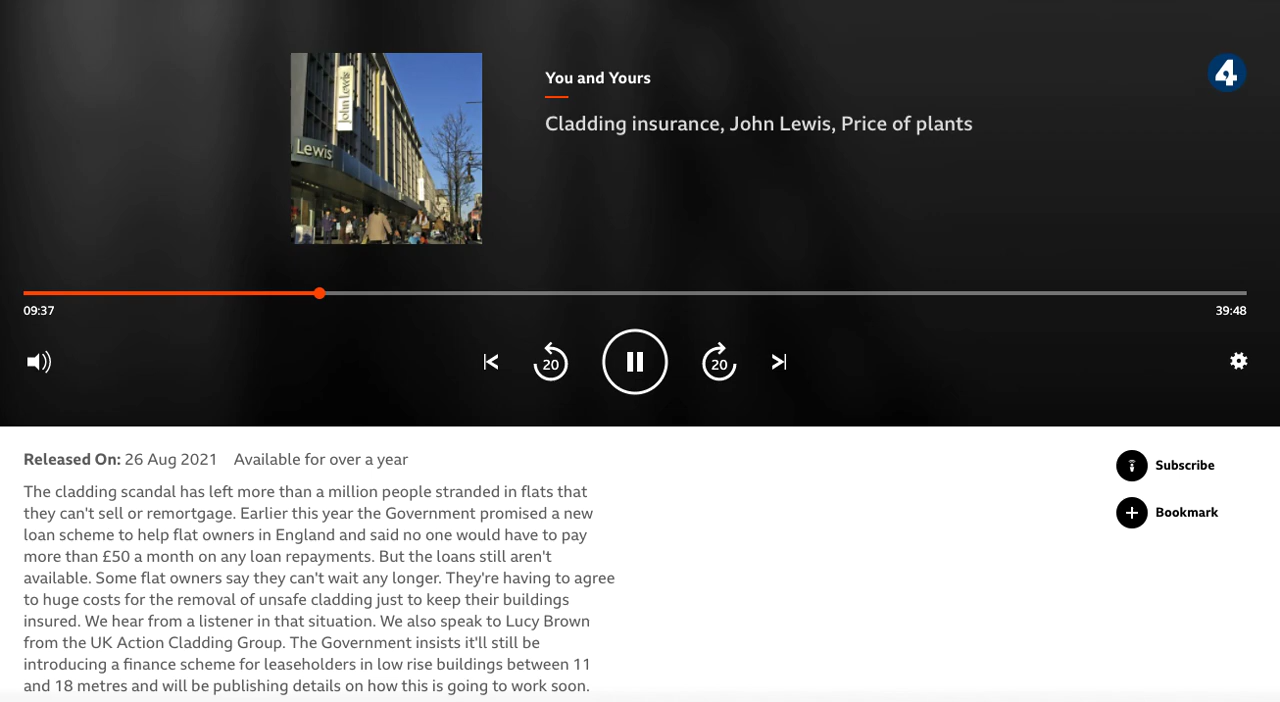 John Lewis
Lewis
You and Yours
4
Cladding insurance, John Lewis, Price of plants
09:37
39:48
20
20
Released On: 26 Aug 2021 Available for over a year
The cladding scandal has left more than a million people stranded in flats that
they can't sell or remortgage. Earlier this year the Government promised a new
loan scheme to help flat owners in England and said no one would have to pay
more than £50 a month on any loan repayments. But the loans still aren't
available. Some flat owners say they can't wait any longer. They're having to agree
to huge costs for the removal of unsafe cladding just to keep their buildings
insured. We hear from a listener in that situation. We also speak to Lucy Brown
from the UK Action Cladding Group. The Government insists it'll still be
introducing a finance scheme for leaseholders in low rise buildings between 11
and 18 metres and will be publishing details on how this is going to work soon.
Subscribe
Bookmark